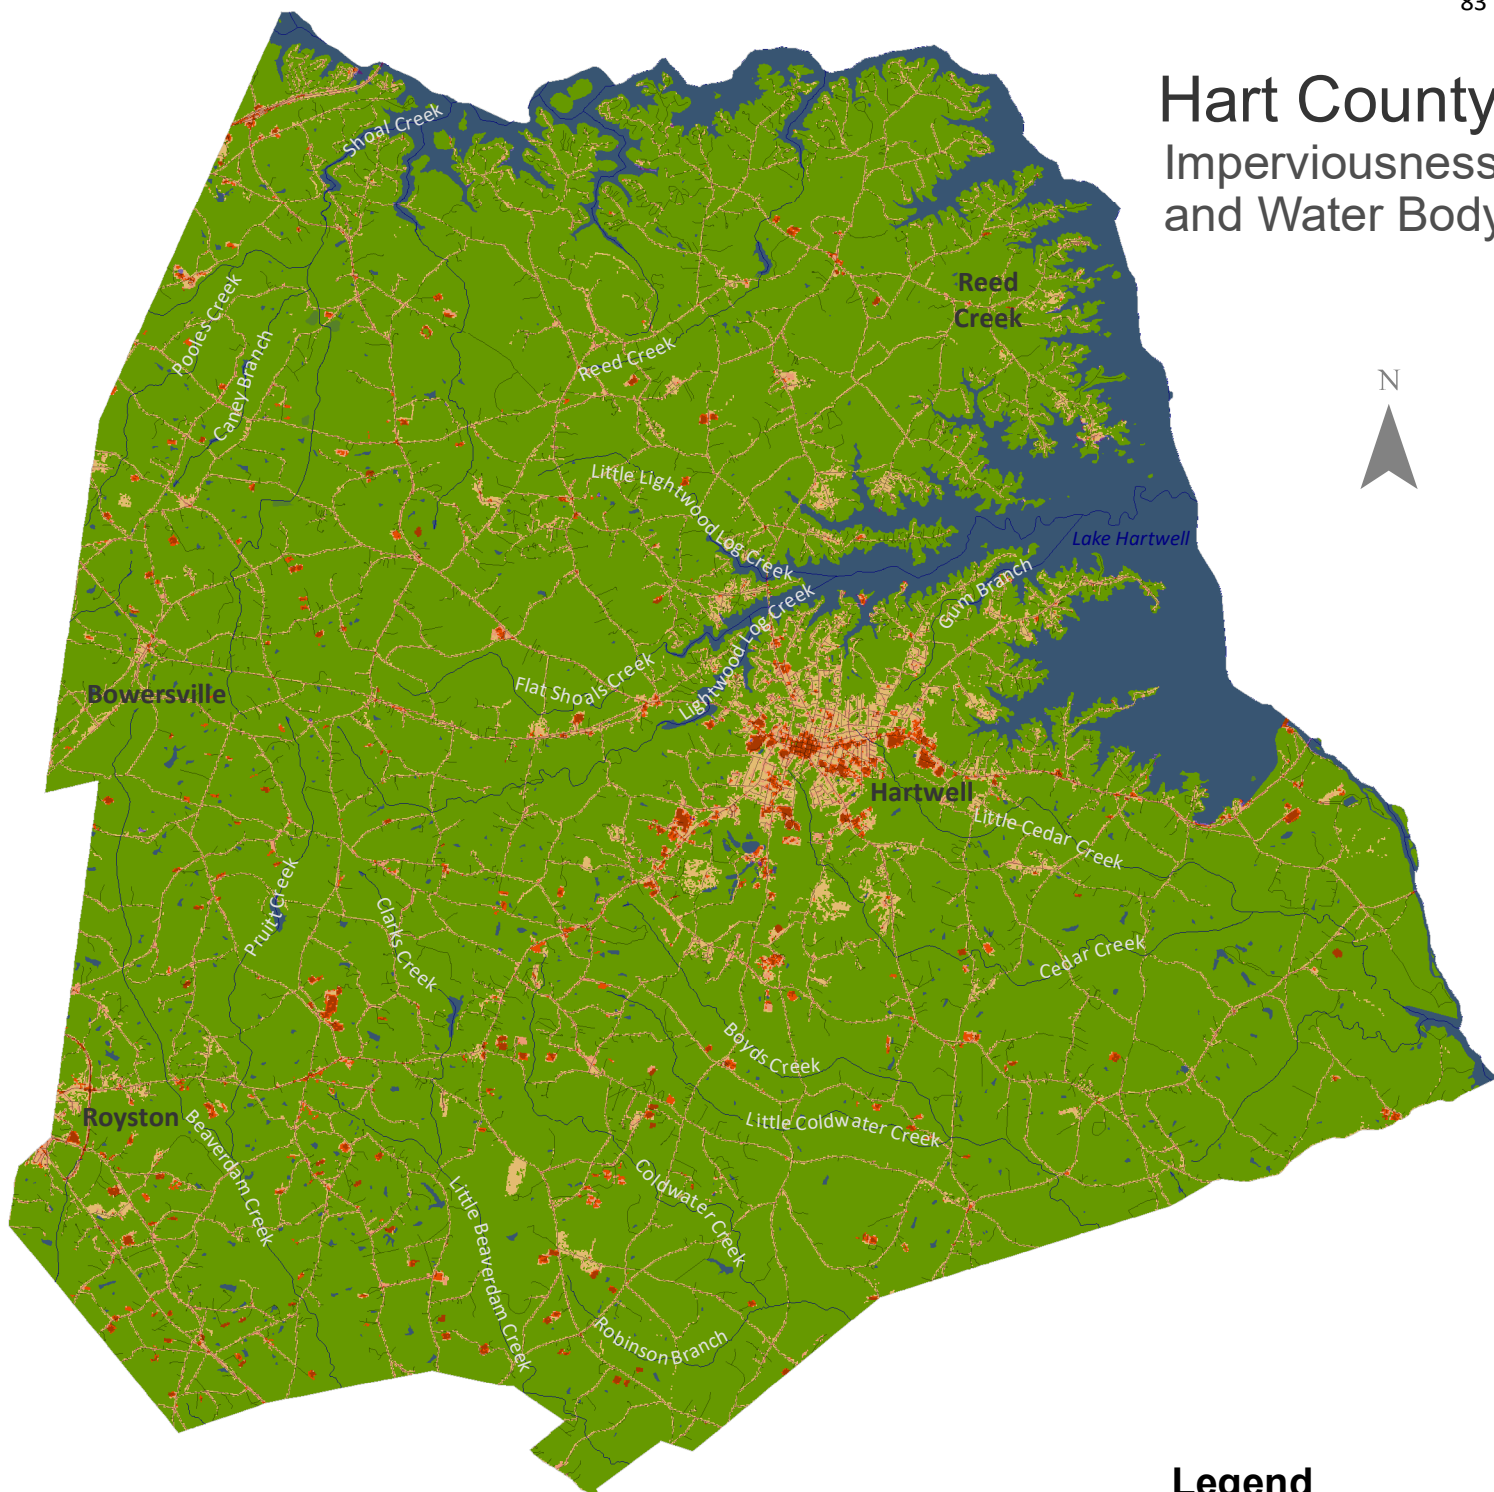 83
Hart County
Imperviousness
and Water Body
Shoal Creek
Reed
Creek
Pooles Creek
Caney Branch
Reed Creek
N
Little Lightwood Log Creek
Lake Hartwell
Gum Branch
Lightwood Log Creek
Flat Shoals Creek
Bowersville
Hartwell
Little Cedar Creek
Pruitt Creek
Clarks Creek
Cedar Creek
Boyds Creek
Royston
Little Coldwater Creek
Beaverdam Creek
Coldwater Creek
Little Beaverdam Creek
Robinson Branch
Legend